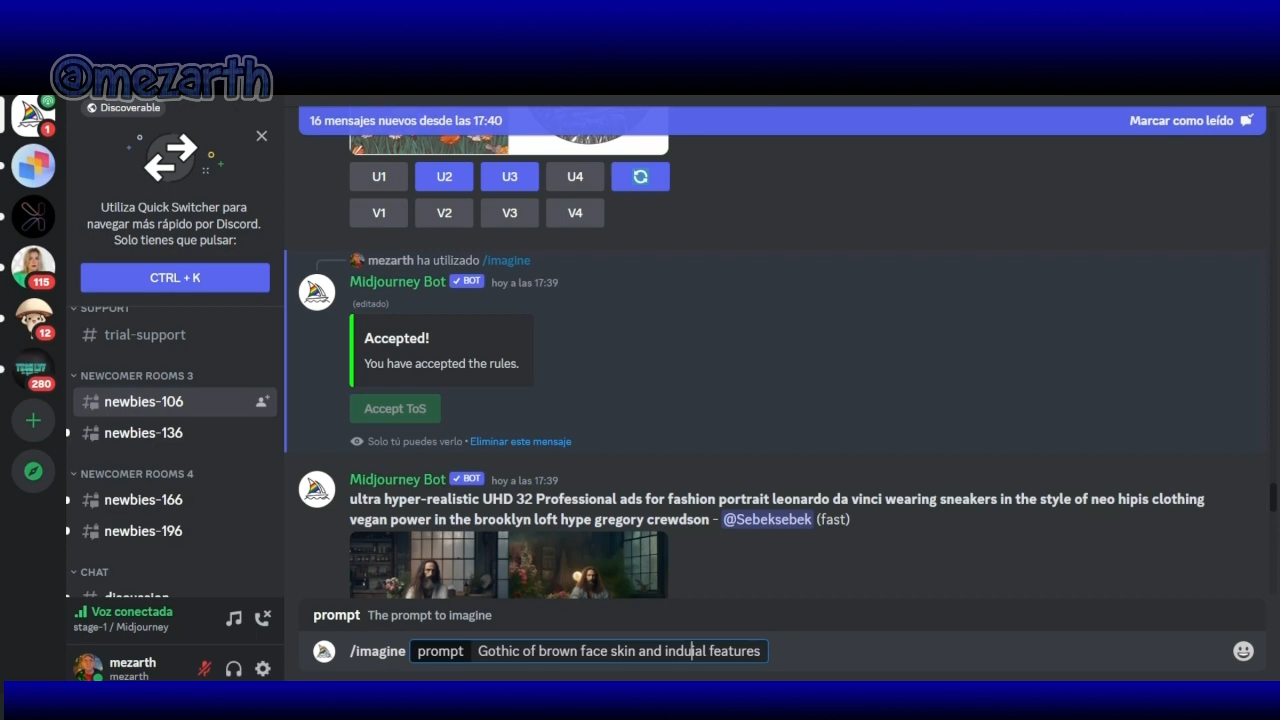 @mezarth
Discoverable
1
Utiliza Quick Switcher para
navegar más rápido por Discord.
Solo tienes que pulsar:
CTRL + K
115
12
280
SUPPORT
trial-support
NEWCOMER ROOMS 3
newbies-106
newbies-136
NEWCOMER ROOMS 4
newbies-166
newbies-196
CHAT
discussion
Voz conectada
stage-1 / Midjourney
mezarth
mezarth
16 mensajes nuevos desde las 17:40 Marcar como leído
U1 U2 U3 U4
V1 V2 V3 V4
mezarth ha utilizado /imagine
Midjourney Bot BOT hoy a las 17:39
(editado)
Accepted!
You have accepted the rules.
Accept ToS
Solo tú puedes verlo • Eliminar este mensaje
Midjourney Bot BOT hoy a las 17:39
ultra hyper-realistic UHD 32 Professional ads for fashion portrait leonardo da vinci wearing sneakers in the style of neo hipis clothing
vegan power in the brooklyn loft hype gregory crewdson - @Sebeksebek (fast)
prompt The prompt to imagine
/imagine prompt Gothic of brown face skin and induial features